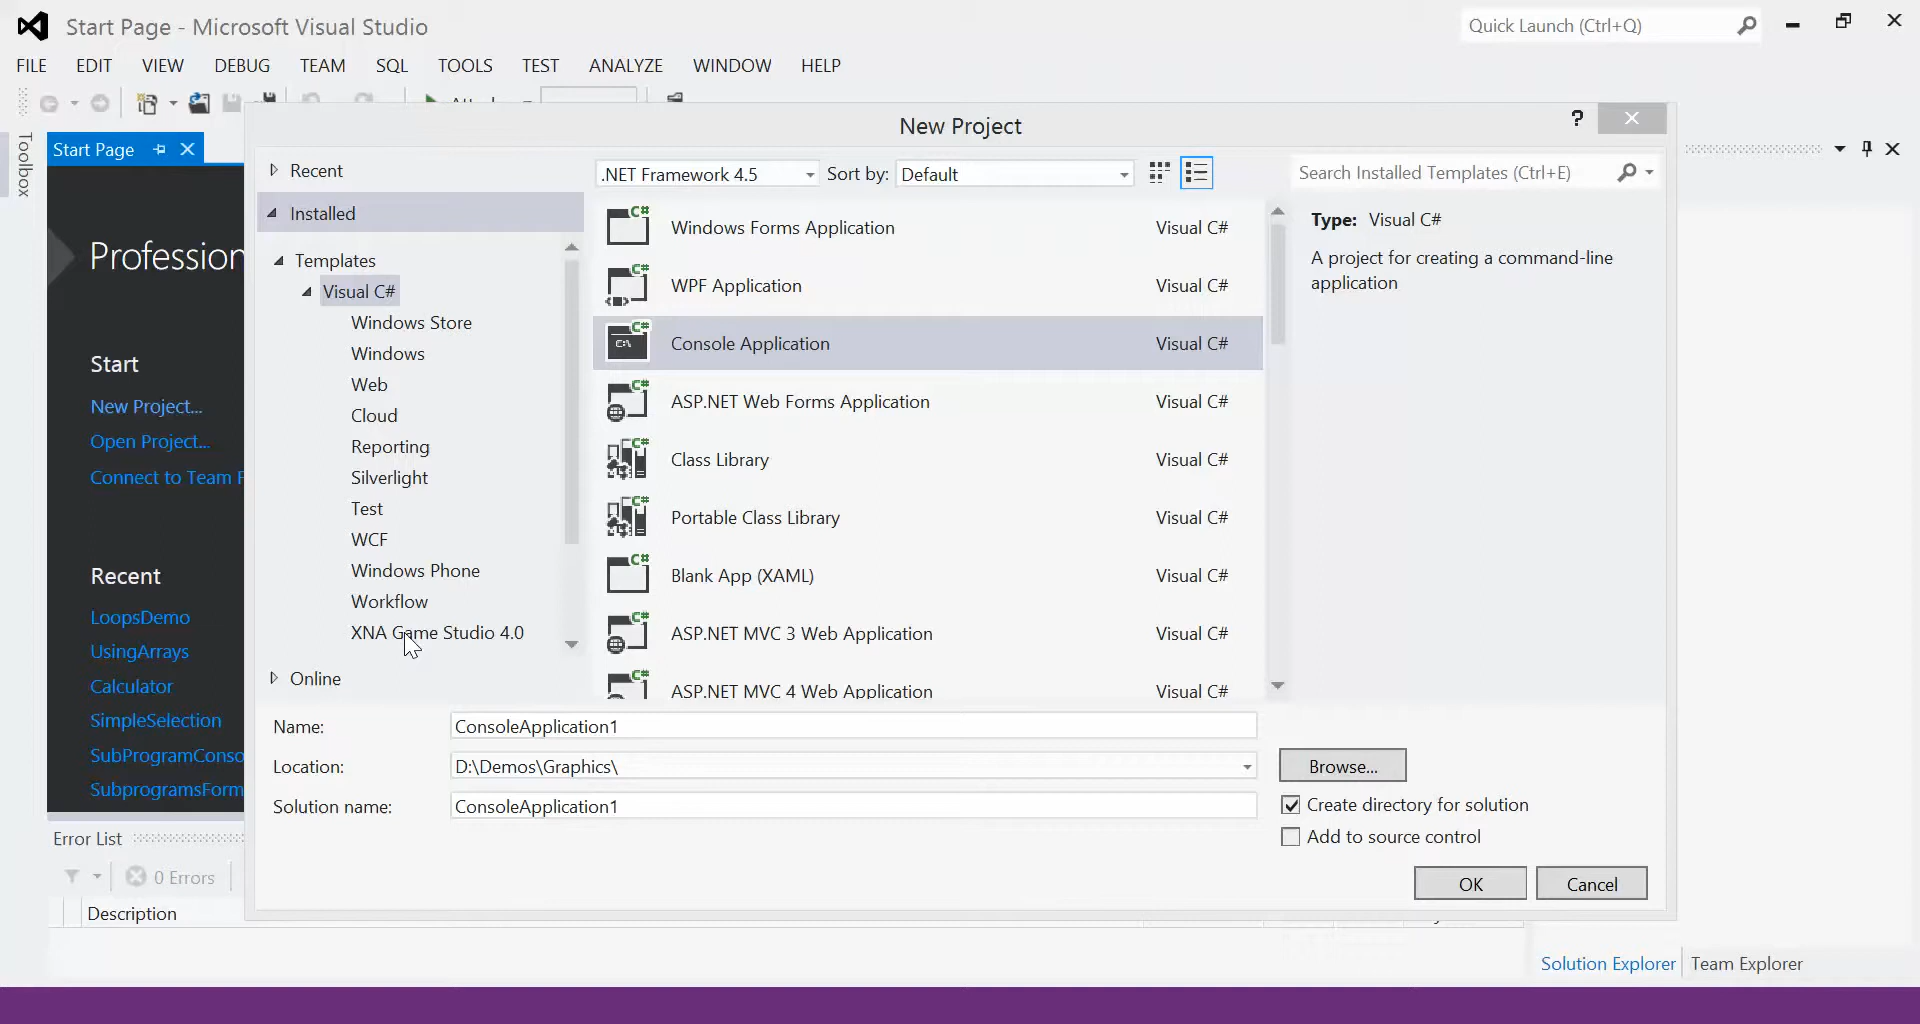 Start Page - Microsoft Visual Studio
Quick Launch (Ctrl+Q)
FILE EDIT VIEW DEBUG TEAM SQL TOOLS TEST ANALYZE WINDOW HELP
Toolbox
Start Page
New Project
?
Profession
Start
New Project...
Open Project...
Connect to Team F
Recent
LoopsDemo
UsingArrays
Calculator
SimpleSelection
SubProgramConso
SubprogramsForm
Recent
Installed
Templates
Visual C#
Windows Store
Windows
Web
Cloud
Reporting
Silverlight
Test
WCF
Windows Phone
Workflow
XNA Game Studio 4.0
Online
.NET Framework 4.5
Sort by: Default
Search Installed Templates (Ctrl+E)
Windows Forms Application Visual C#
WPF Application Visual C#
Console Application Visual C#
ASP.NET Web Forms Application Visual C#
Class Library Visual C#
Portable Class Library Visual C#
Blank App (XAML) Visual C#
ASP.NET MVC 3 Web Application Visual C#
ASP.NET MVC 4 Web Application Visual C#
Type: Visual C#
A project for creating a command-line
application
Name: ConsoleApplication1
Location: D:\Demos\Graphics\
Browse...
Solution name: ConsoleApplication1
Create directory for solution
Add to source control
OK Cancel
Error List
0 Errors
Description
Solution Explorer Team Explorer